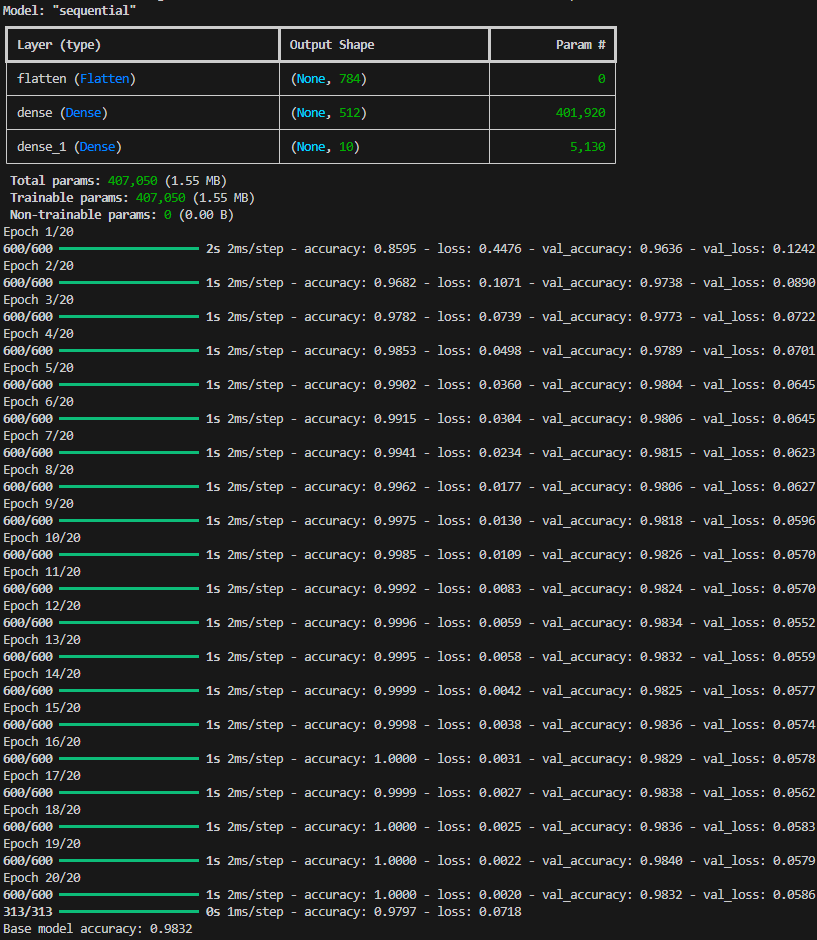 Model: "sequential"
Layer (type) Output Shape Param #
flatten (Flatten) (None, 784) 0
dense (Dense) (None, 512) 401,920
dense_1 (Dense) (None, 10) 5,130
Total params: 407,050 (1.55 MB)
Trainable params: 407,050 (1.55 MB)
Non-trainable params: 0 (0.00 B)
Epoch 1/20
600/600 2s 2ms/step - accuracy: 0.8595 - loss: 0.4476 - val_accuracy: 0.9636 - val_loss: 0.1242
Epoch 2/20
600/600 1s 2ms/step - accuracy: 0.9682 - loss: 0.1071 - val_accuracy: 0.9738 - val_loss: 0.0890
Epoch 3/20
600/600 1s 2ms/step - accuracy: 0.9782 - loss: 0.0739 - val_accuracy: 0.9773 - val_loss: 0.0722
Epoch 4/20
600/600 1s 2ms/step - accuracy: 0.9853 - loss: 0.0498 - val_accuracy: 0.9789 - val_loss: 0.0701
Epoch 5/20
600/600 1s 2ms/step - accuracy: 0.9902 - loss: 0.0360 - val_accuracy: 0.9804 - val_loss: 0.0645
Epoch 6/20
600/600 1s 2ms/step - accuracy: 0.9915 - loss: 0.0304 - val_accuracy: 0.9806 - val_loss: 0.0645
Epoch 7/20
600/600 1s 2ms/step - accuracy: 0.9941 - loss: 0.0234 - val_accuracy: 0.9815 - val_loss: 0.0623
Epoch 8/20
600/600 1s 2ms/step - accuracy: 0.9962 - loss: 0.0177 - val_accuracy: 0.9806 - val_loss: 0.0627
Epoch 9/20
600/600 1s 2ms/step - accuracy: 0.9975 - loss: 0.0130 - val_accuracy: 0.9818 - val_loss: 0.0596
Epoch 10/20
600/600 1s 2ms/step - accuracy: 0.9985 - loss: 0.0109 - val_accuracy: 0.9826 - val_loss: 0.0570
Epoch 11/20
600/600 1s 2ms/step - accuracy: 0.9992 - loss: 0.0083 - val_accuracy: 0.9824 - val_loss: 0.0570
Epoch 12/20
600/600 1s 2ms/step - accuracy: 0.9996 - loss: 0.0059 - val_accuracy: 0.9834 - val_loss: 0.0552
Epoch 13/20
600/600 1s 2ms/step - accuracy: 0.9995 - loss: 0.0058 - val_accuracy: 0.9832 - val_loss: 0.0559
Epoch 14/20
600/600 1s 2ms/step - accuracy: 0.9999 - loss: 0.0042 - val_accuracy: 0.9825 - val_loss: 0.0577
Epoch 15/20
600/600 1s 2ms/step - accuracy: 0.9998 - loss: 0.0038 - val_accuracy: 0.9836 - val_loss: 0.0574
Epoch 16/20
600/600 1s 2ms/step - accuracy: 1.0000 - loss: 0.0031 - val_accuracy: 0.9829 - val_loss: 0.0578
Epoch 17/20
600/600 1s 2ms/step - accuracy: 0.9999 - loss: 0.0027 - val_accuracy: 0.9838 - val_loss: 0.0562
Epoch 18/20
600/600 1s 2ms/step - accuracy: 1.0000 - loss: 0.0025 - val_accuracy: 0.9836 - val_loss: 0.0583
Epoch 19/20
600/600 1s 2ms/step - accuracy: 1.0000 - loss: 0.0022 - val_accuracy: 0.9840 - val_loss: 0.0579
Epoch 20/20
600/600 1s 2ms/step - accuracy: 1.0000 - loss: 0.0020 - val_accuracy: 0.9832 - val_loss: 0.0586
313/313 0s 1ms/step - accuracy: 0.9797 - loss: 0.0718
Base model accuracy: 0.9832